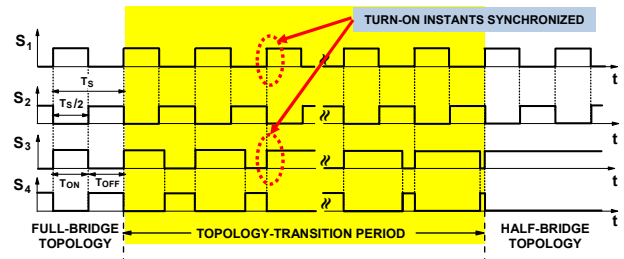 TURN-ON INSTANTS SYNCHRONIZED
S1
t
TS
S2
TS/2
t
S3
t
TON TOFF
S4
t
FULL-BRIDGE TOPOLOGY
TOPOLOGY-TRANSITION PERIOD
HALF-BRIDGE TOPOLOGY